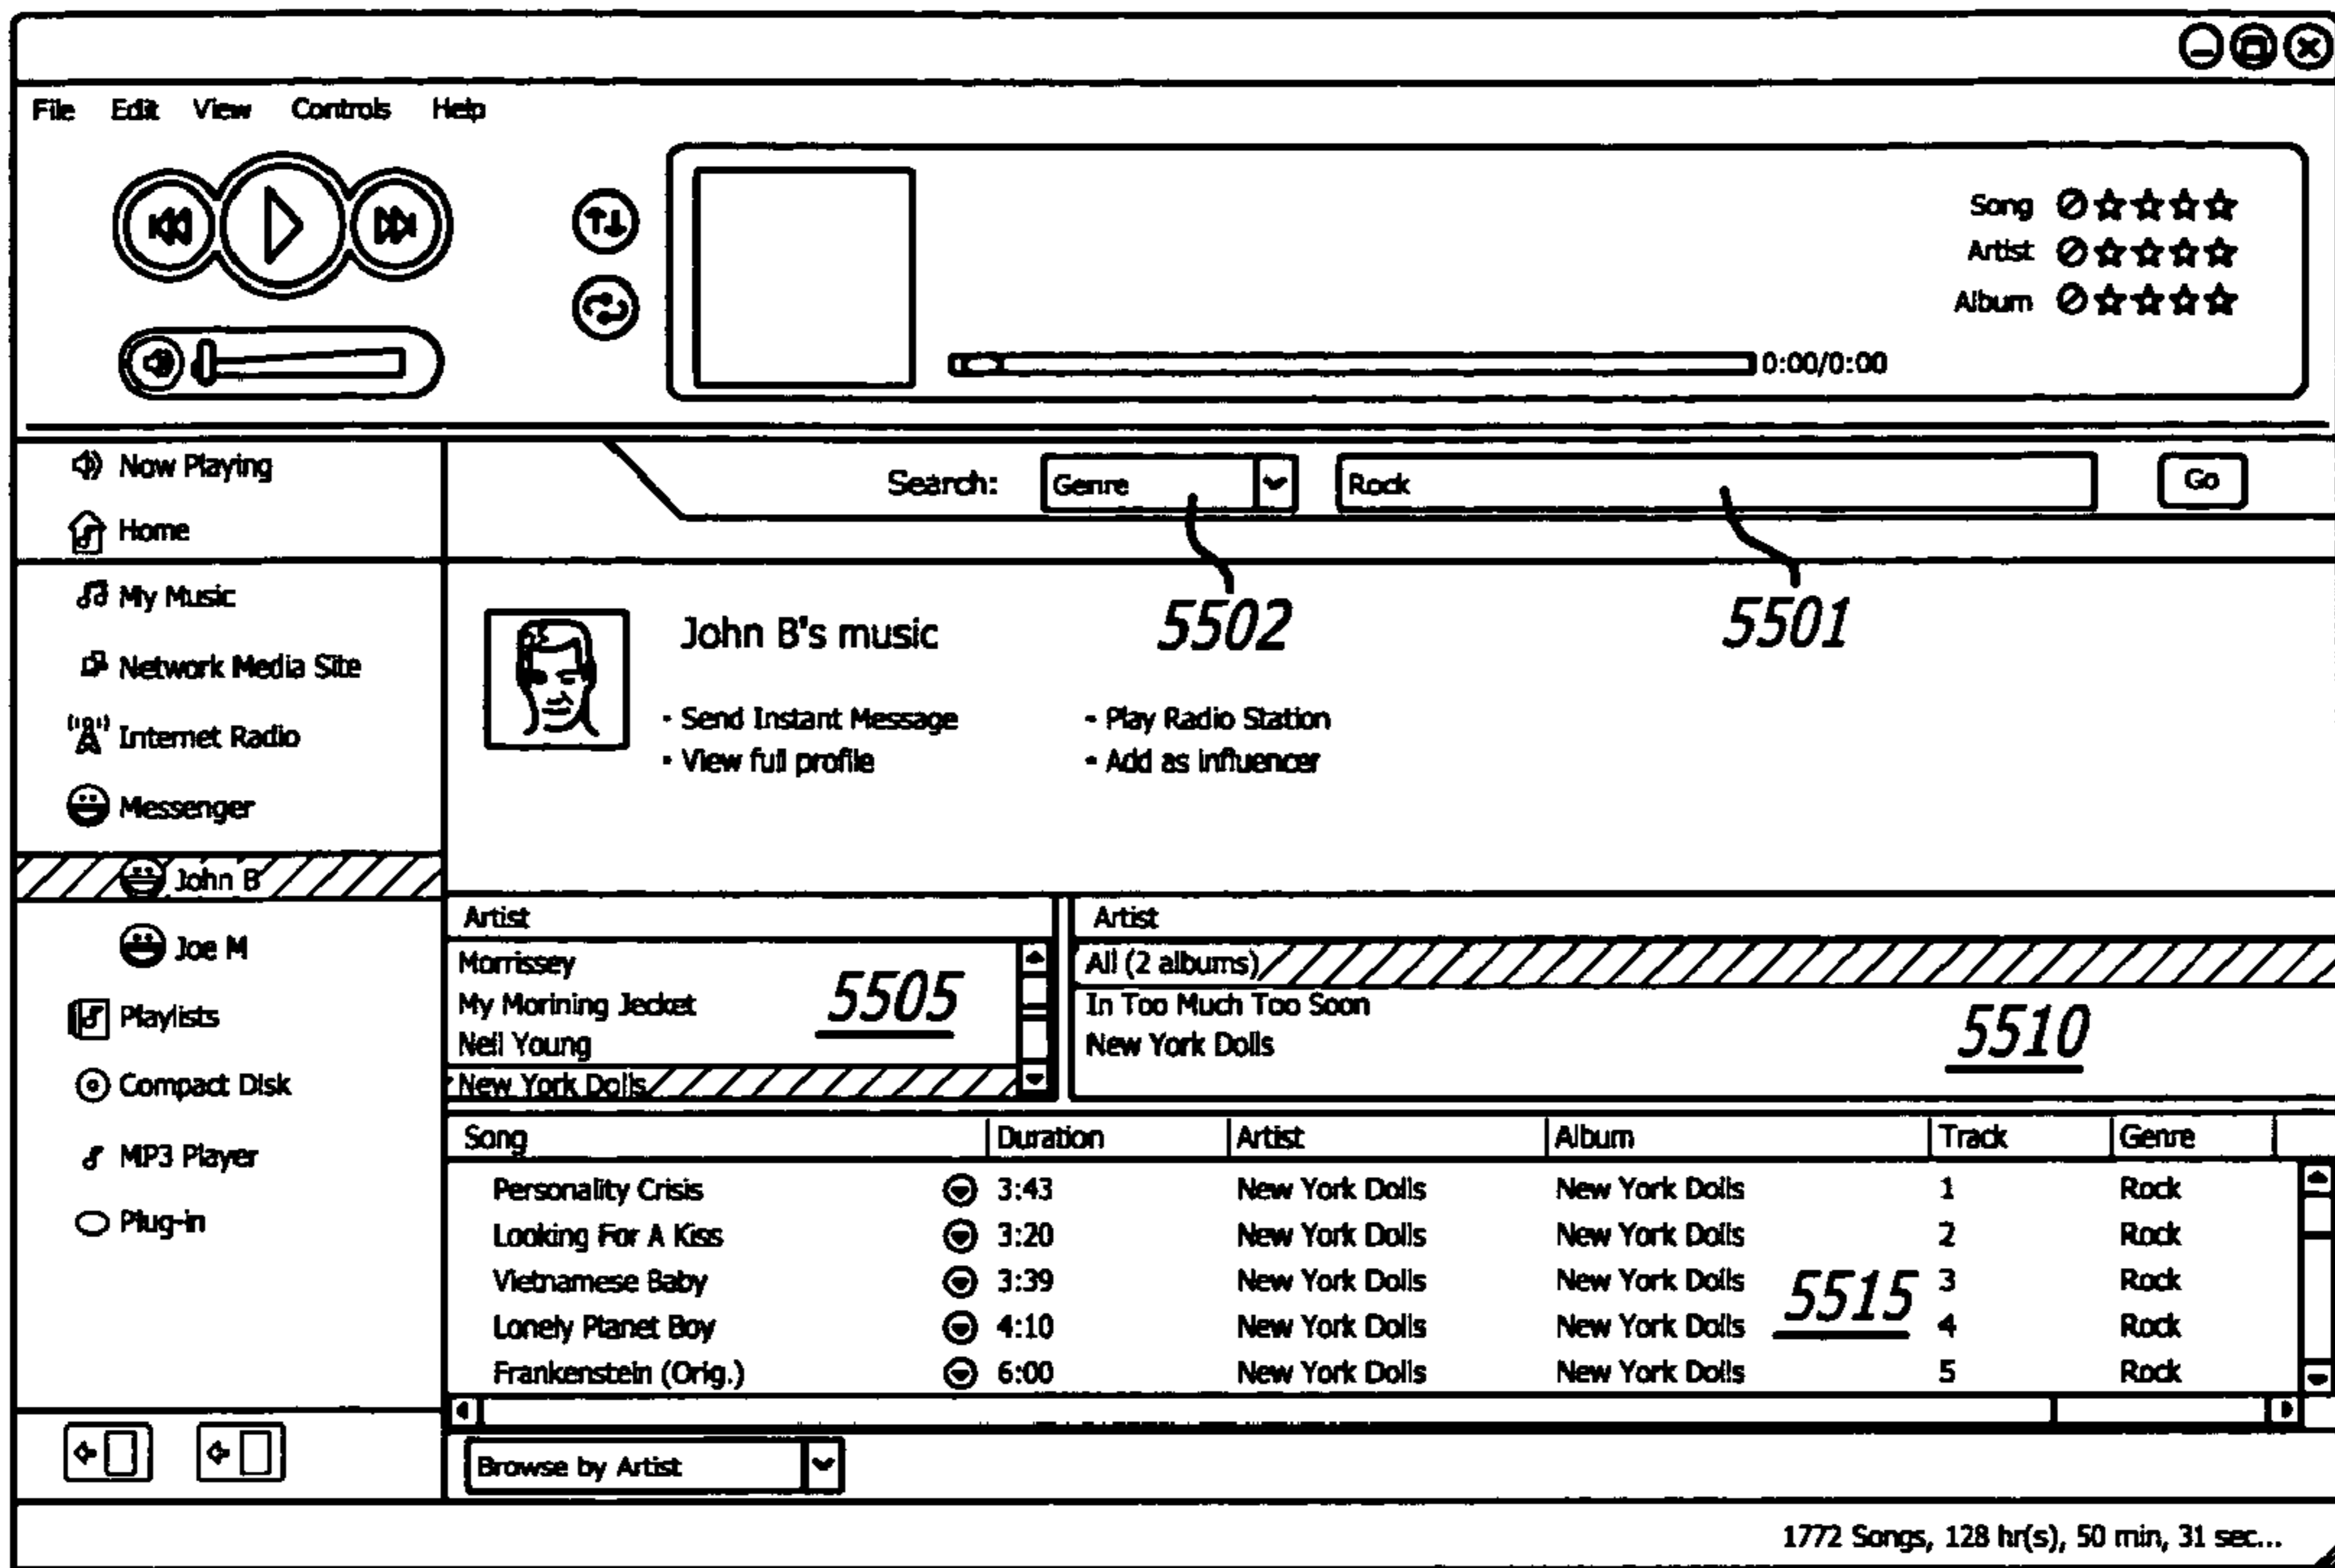 File Edit View Controls Help
Song
Artist
Album
0:00/0:00
Now Playing
Home
My Music
Network Media Site
Internet Radio
Messenger
John B
Joe M
Playlists
Compact Disk
MP3 Player
Plug-in
Search: Genre Rock Go
5502 5501
John B's music
- Send Instant Message - Play Radio Station
- View full profile - Add as influencer
Artist Artist
Morrissey All (2 albums)
My Morining Jecket 5505 In Too Much Too Soon 5510
Neil Young New York Dolls
New York Dolls
Song Duration Artist Album Track Genre
Personality Crisis 3:43 New York Dolls New York Dolls 1 Rock
Looking For A Kiss 3:20 New York Dolls New York Dolls 2 Rock
Vietnamese Baby 3:39 New York Dolls New York Dolls 5515 3 Rock
Lonely Planet Boy 4:10 New York Dolls New York Dolls 4 Rock
Frankenstein (Orig.) 6:00 New York Dolls New York Dolls 5 Rock
Browse by Artist
1772 Songs, 128 hr(s), 50 min, 31 sec...